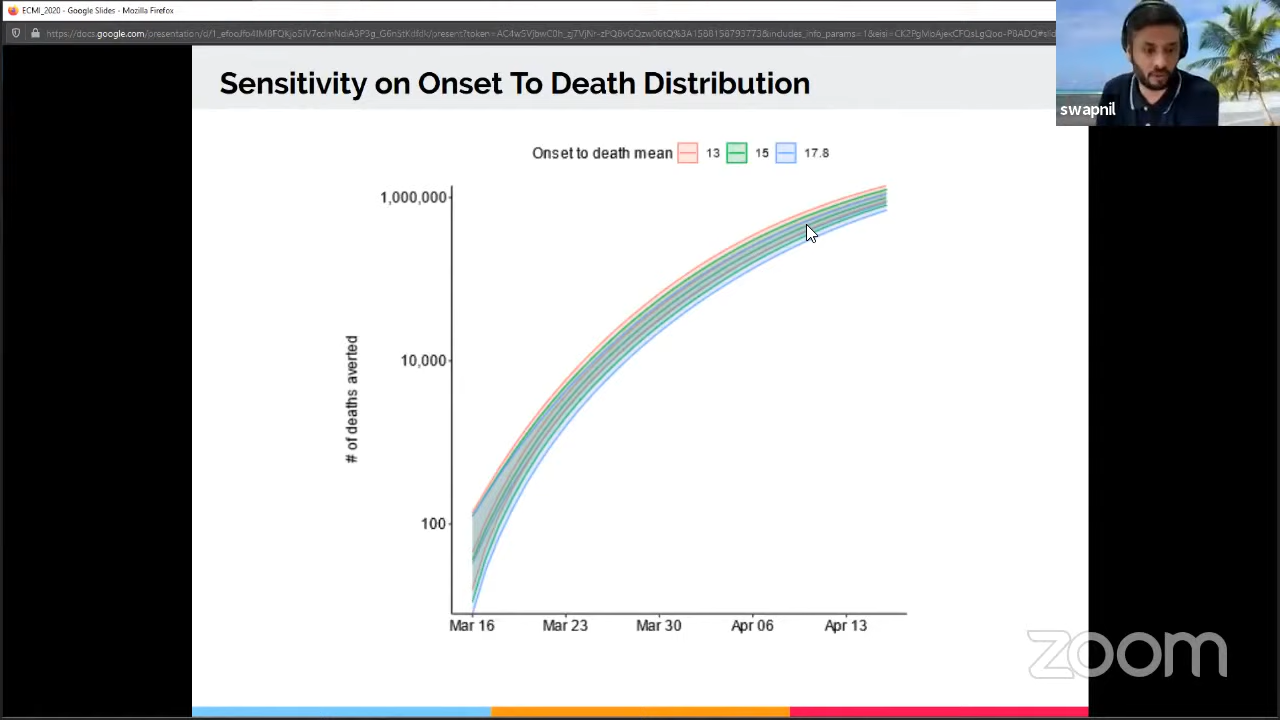 ECMI_2020 - Google Slides - Mozilla Firefox
swapnil
Sensitivity on Onset To Death Distribution
Onset to death mean 13 15 17.8
1,000,000
10,000
100
# of deaths averted
Mar 16 Mar 23 Mar 30 Apr 06 Apr 13
zoom